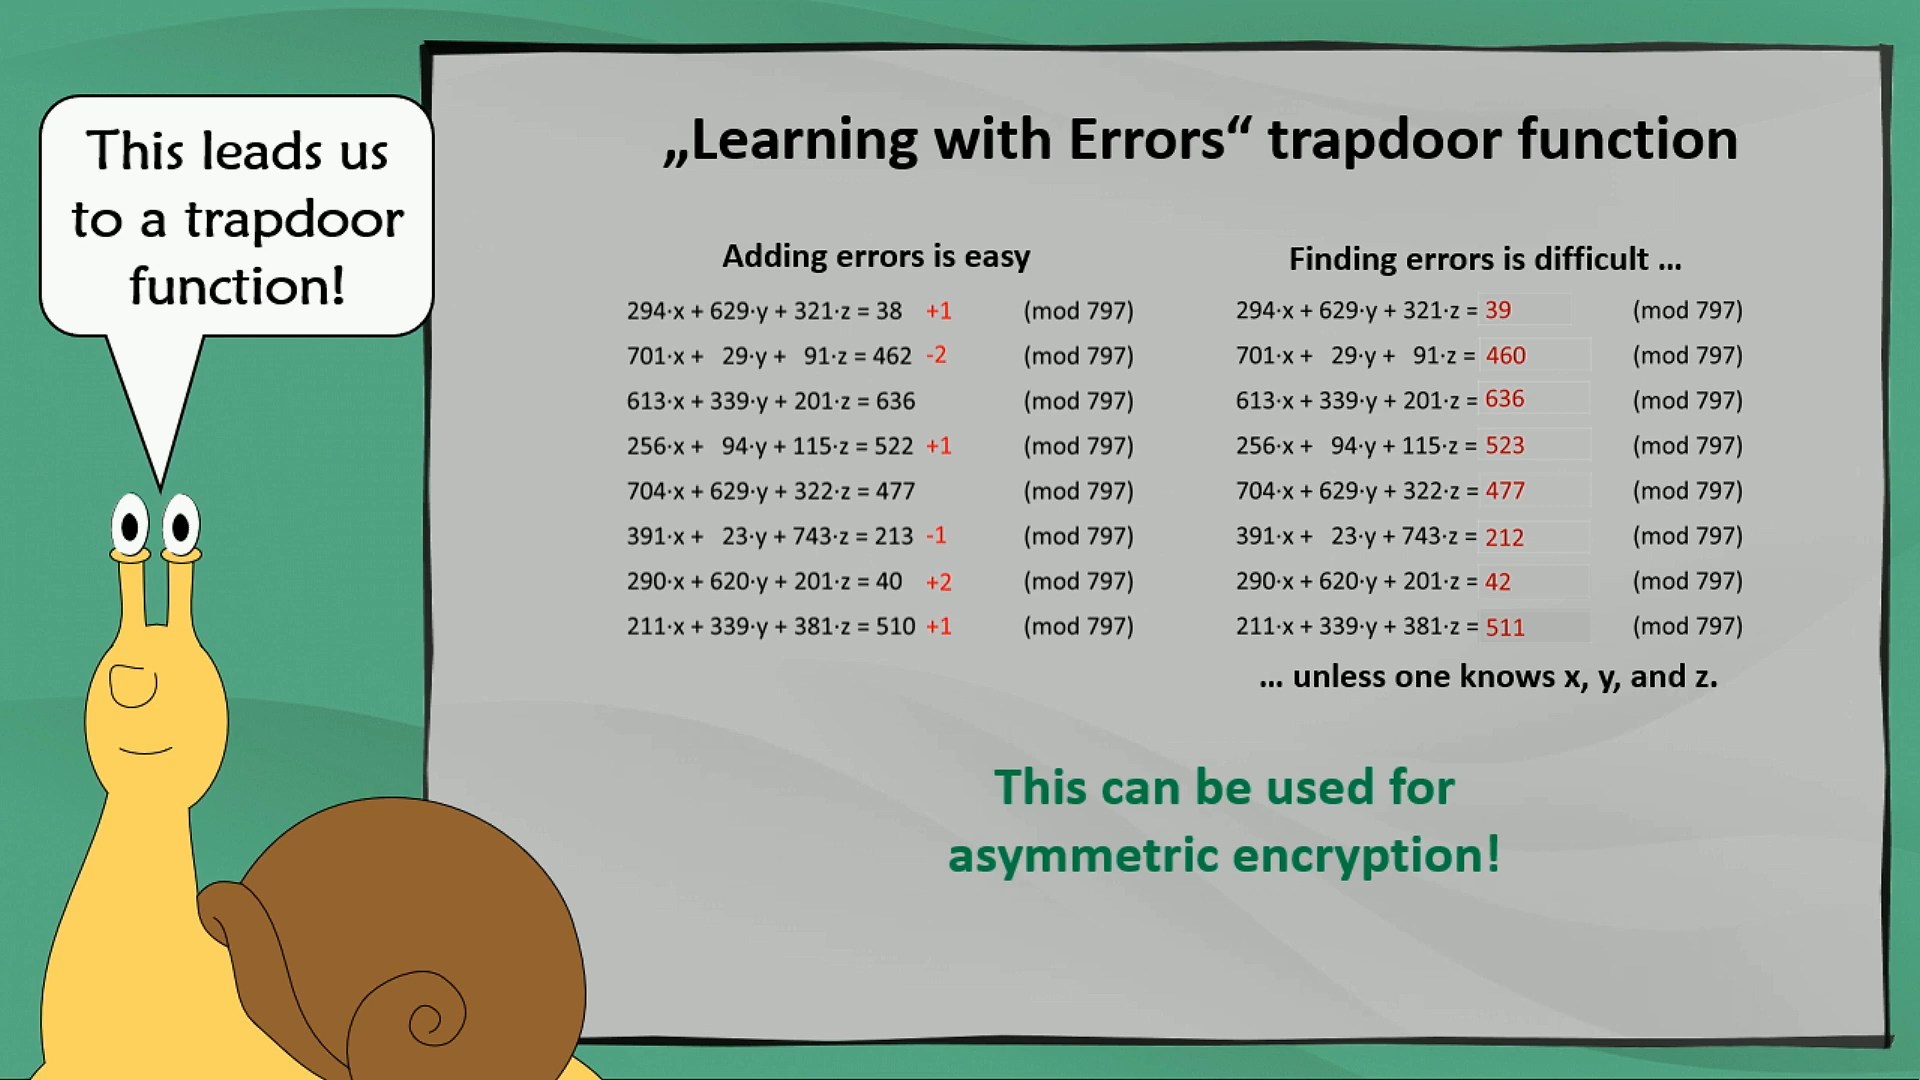 This leads us
to a trapdoor
function!
„Learning with Errors“ trapdoor function
Adding errors is easy
294·x + 629·y + 321·z = 38 +1 (mod 797)
701·x + 29·y + 91·z = 462 -2 (mod 797)
613·x + 339·y + 201·z = 636 (mod 797)
256·x + 94·y + 115·z = 522 +1 (mod 797)
704·x + 629·y + 322·z = 477 (mod 797)
391·x + 23·y + 743·z = 213 -1 (mod 797)
290·x + 620·y + 201·z = 40 +2 (mod 797)
211·x + 339·y + 381·z = 510 +1 (mod 797)
Finding errors is difficult ...
294·x + 629·y + 321·z = 39 (mod 797)
701·x + 29·y + 91·z = 460 (mod 797)
613·x + 339·y + 201·z = 636 (mod 797)
256·x + 94·y + 115·z = 523 (mod 797)
704·x + 629·y + 322·z = 477 (mod 797)
391·x + 23·y + 743·z = 212 (mod 797)
290·x + 620·y + 201·z = 42 (mod 797)
211·x + 339·y + 381·z = 511 (mod 797)
... unless one knows x, y, and z.
This can be used for
asymmetric encryption!